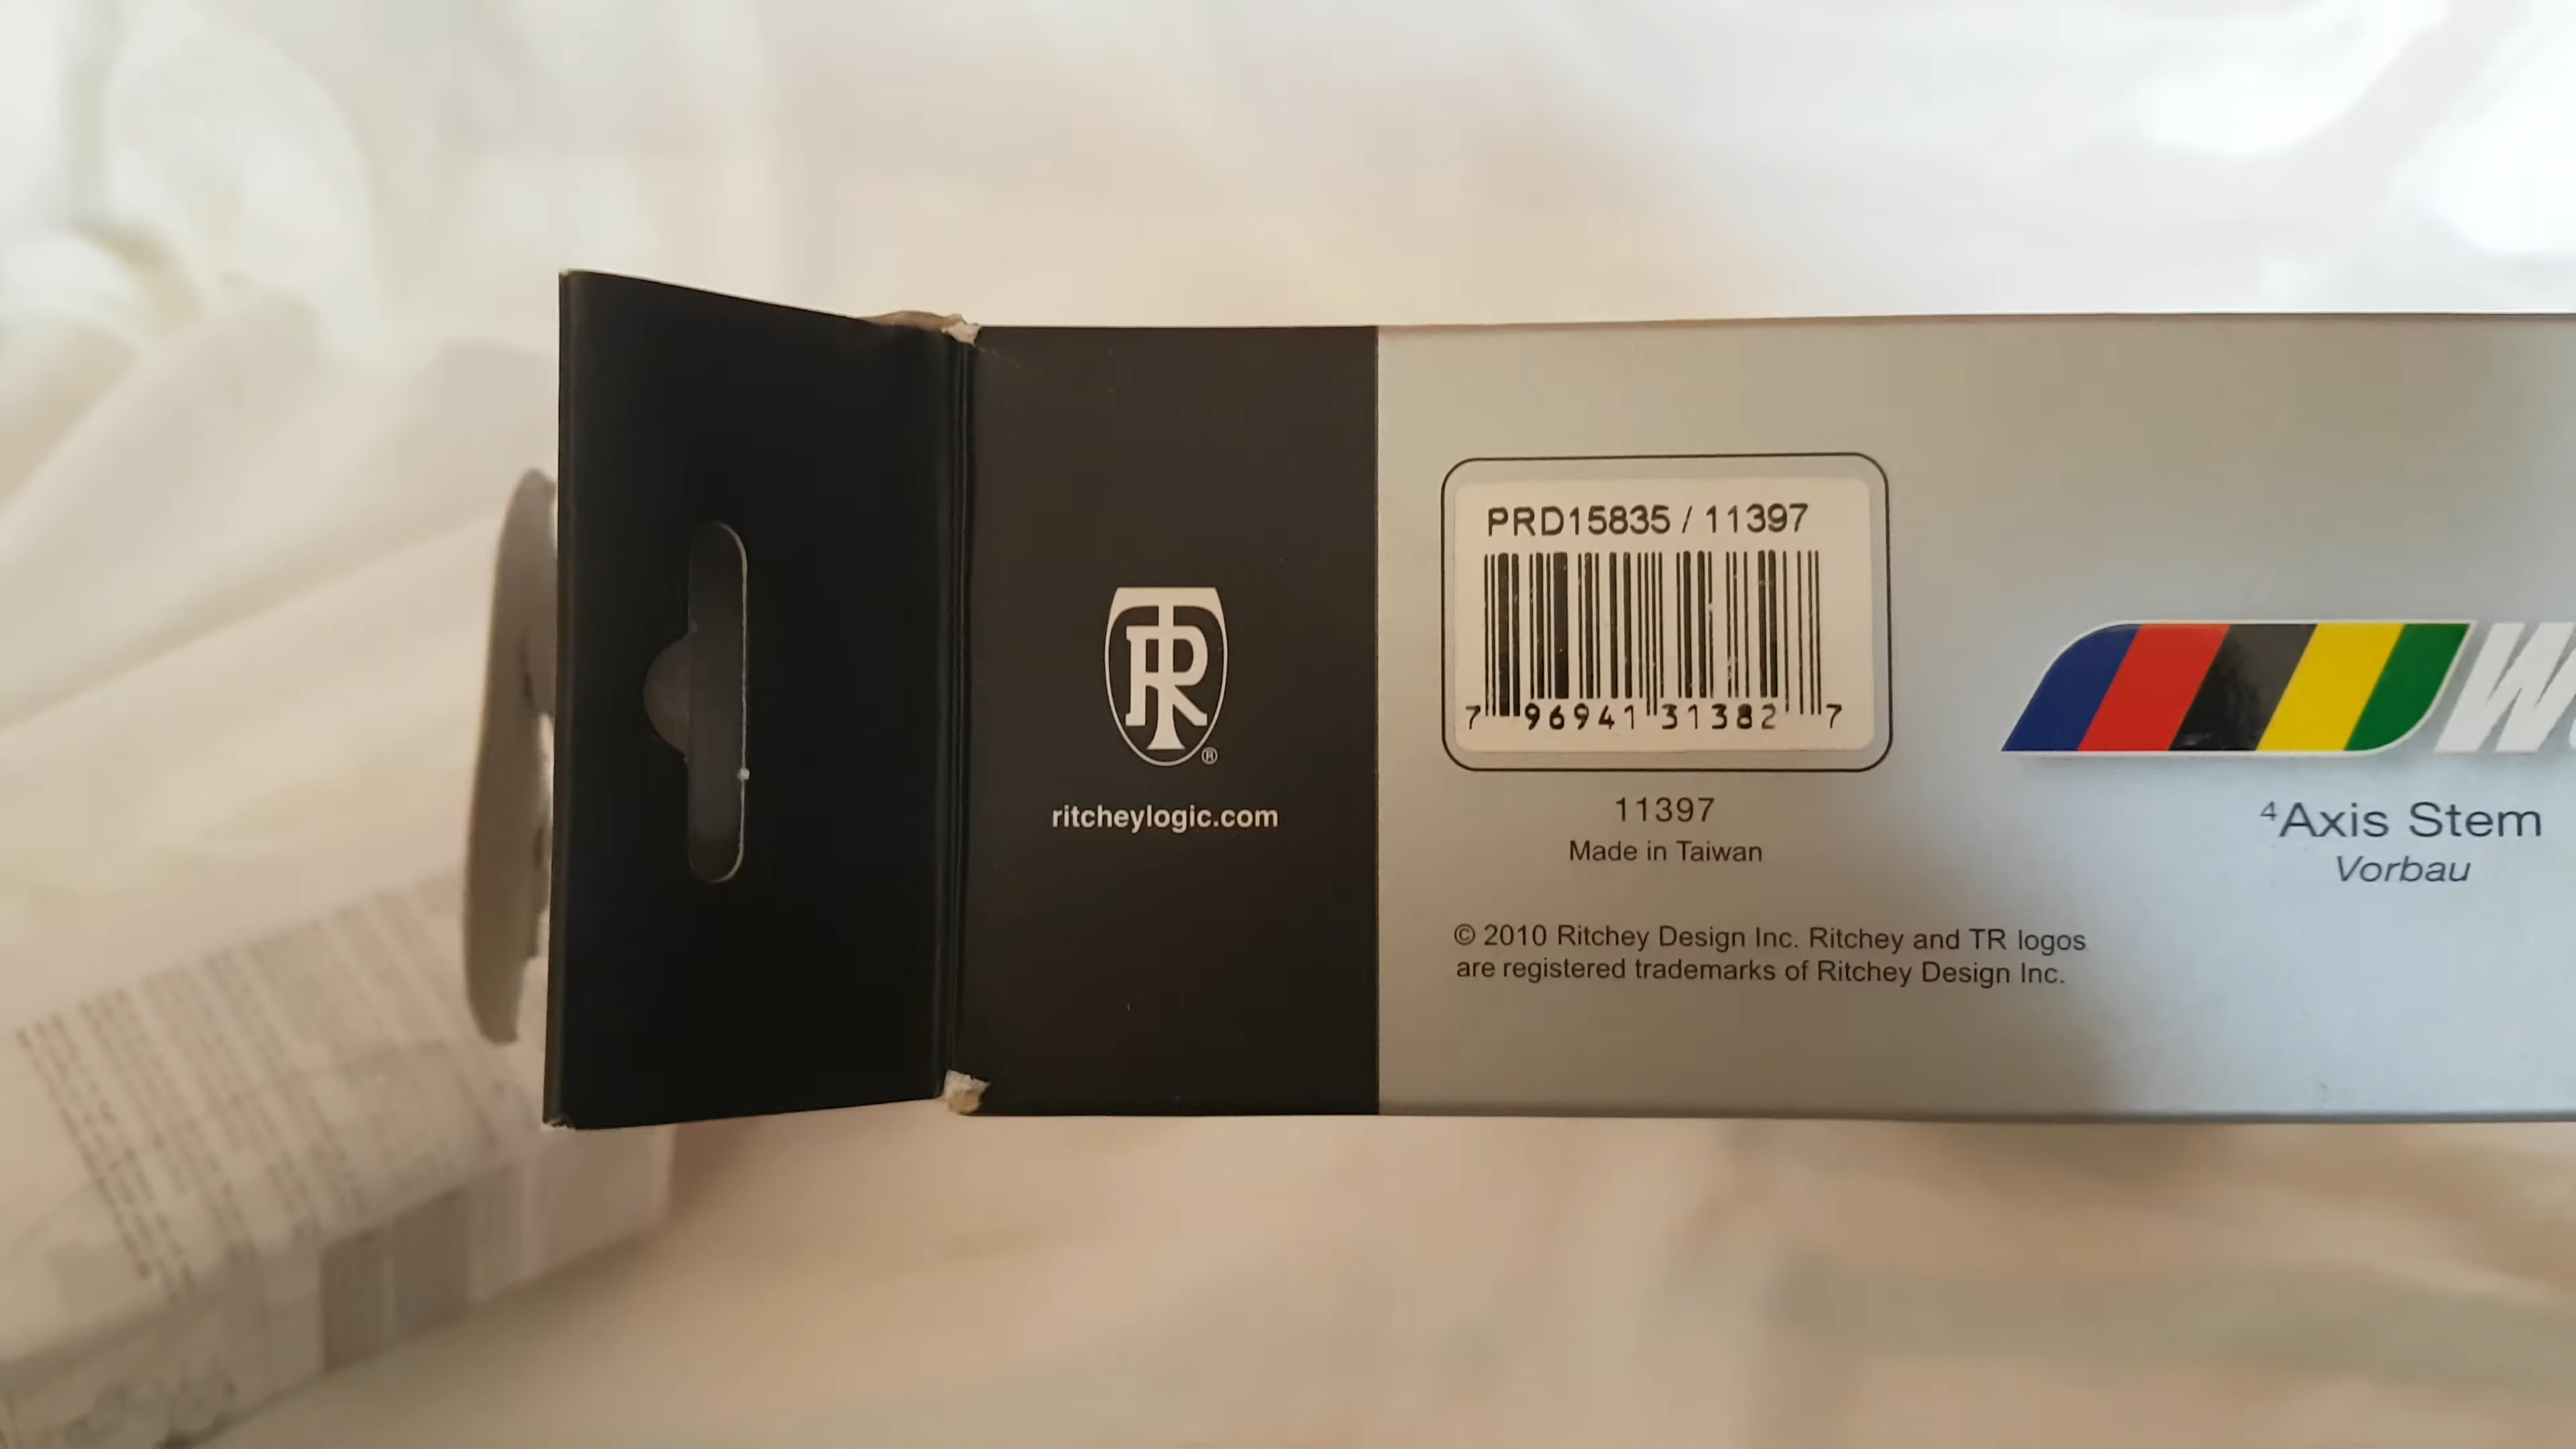 TR
®
ritcheylogic.com
PRD15835 / 11397
7 96941 31382 7
11397
Made in Taiwan
© 2010 Ritchey Design Inc. Ritchey and TR logos
are registered trademarks of Ritchey Design Inc.
⁴Axis Stem
Vorbau